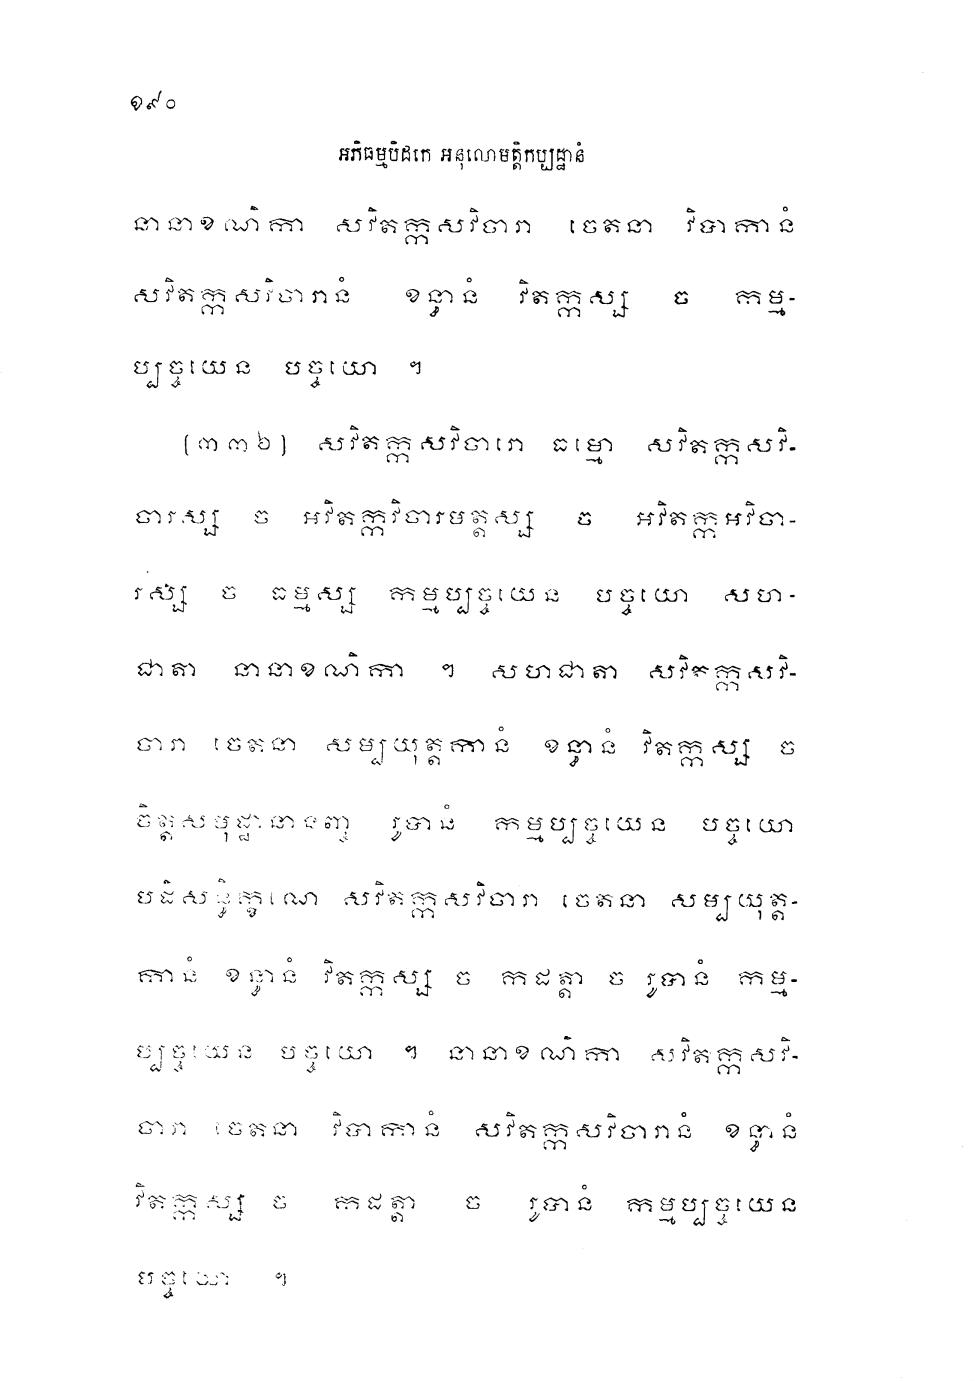 ១៩០
អភិធម្មបិដកេ អនុលោមត្តិកប្បដ្ឋានំ
នានាខណិកា សវិតក្កសវិចារា ចេតនា វិបាកានំ
សវិតក្កសវិចារានំ ខន្ធានំ វិតក្កស្ស ច កម្ម-
ប្បច្ចយេន បច្ចយោ ។
[៣៣៦] សវិតក្កសវិចារោ ធម្មោ សវិតក្កសវិ-
ចារស្ស ច អវិតក្កវិចារមត្តស្ស ច អវិតក្កអវិចា-
រស្ស ច ធម្មស្ស កម្មប្បច្ចយេន បច្ចយោ សហ-
ជាតា នានាខណិកា ។ សហជាតា សវិតក្កសវិ-
ចារា ចេតនា សម្បយុត្តកានំ ខន្ធានំ វិតក្កស្ស ច
ចិត្តសមុដ្ឋានានញ្ច រូបានំ កម្មប្បច្ចយេន បច្ចយោ
បដិសន្ធិក្ខណេ សវិតក្កសវិចារា ចេតនា សម្បយុត្ត-
កានំ ខន្ធានំ វិតក្កស្ស ច កដត្តា ច រូបានំ កម្ម-
ប្បច្ចយេន បច្ចយោ ។ នានាខណិកា សវិតក្កសវិ-
ចារា ចេតនា វិបាកានំ សវិតក្កសវិចារានំ ខន្ធានំ
វិតក្កស្ស ច កដត្តា ច រូបានំ កម្មប្បច្ចយេន
បច្ចយោ ។